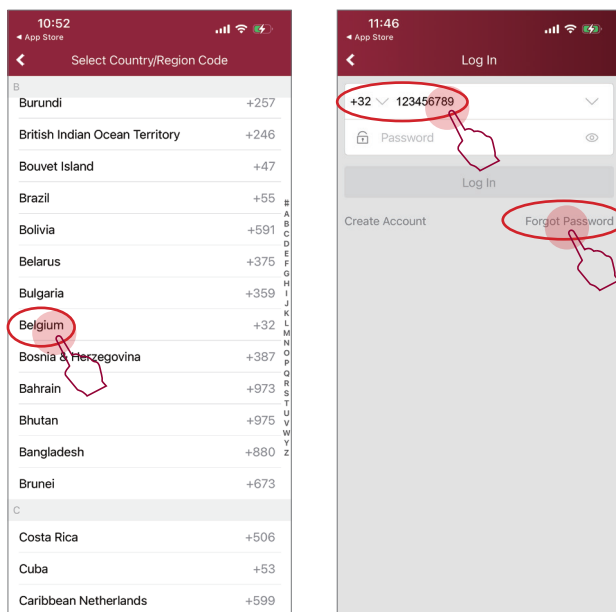 10:52
◄ App Store
Select Country/Region Code
B
Burundi +257
British Indian Ocean Territory +246
Bouvet Island +47
Brazil +55
Bolivia +591
Belarus +375
Bulgaria +359
Belgium +32
Bosnia & Herzegovina +387
Bahrain +973
Bhutan +975
Bangladesh +880
Brunei +673
C
Costa Rica +506
Cuba +53
Caribbean Netherlands +599
#
A
B
C
D
E
F
G
H
I
J
K
L
M
N
O
P
Q
R
S
T
U
V
W
Y
Z
11:46
◄ App Store
Log In
+32 123456789
Password
Log In
Create Account Forgot Password